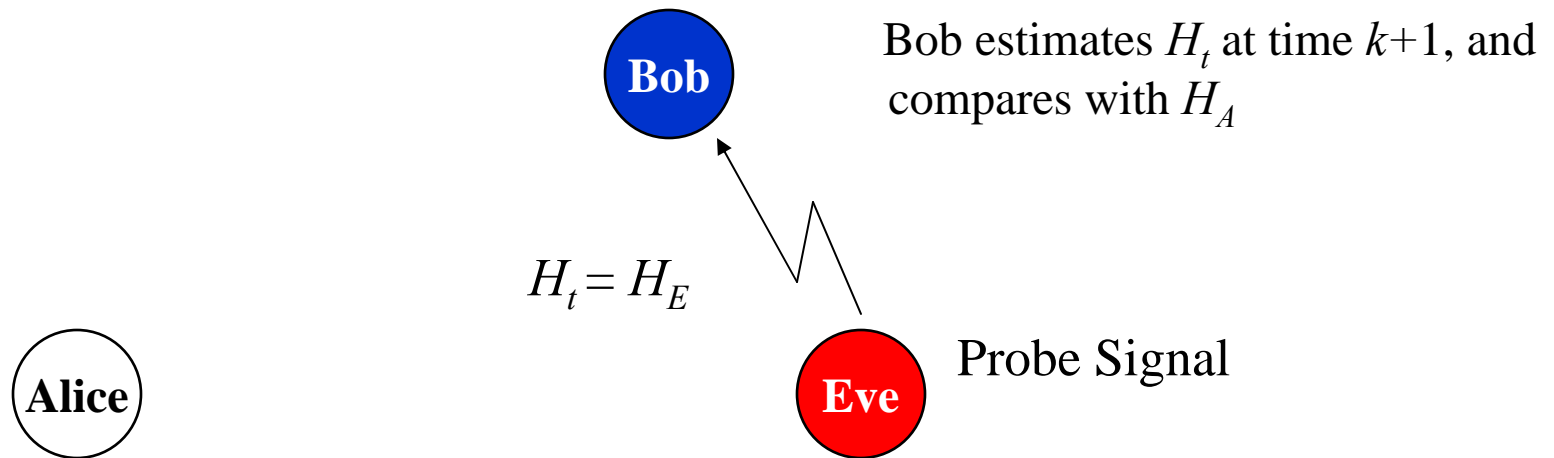 Bob
Bob estimates H_t at time k+1, and
compares with H_A
H_t = H_E
Probe Signal
Alice
Eve